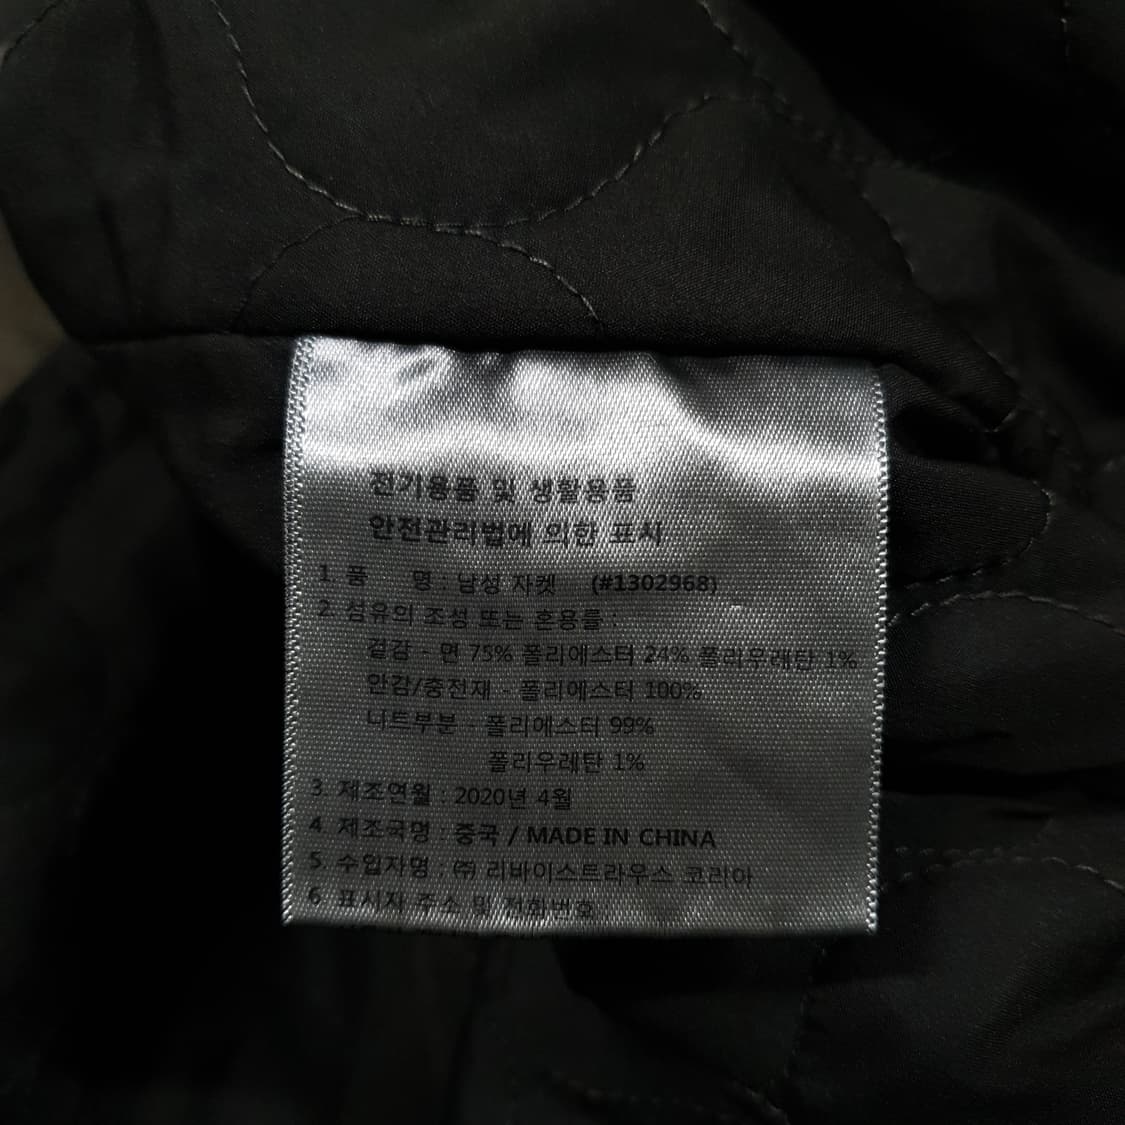 전기용품 및 생활용품
안전관리법에 의한 표시
1 품 명 : 남성 자켓 (#1302968)
2. 섬유의 조성 또는 혼용률 :
겉감 - 면 75% 폴리에스터 24% 폴리우레탄 1%
안감/충전재 - 폴리에스터 100%
니트부분 - 폴리에스터 99%
폴리우레탄 1%
3. 제조연월 : 2020년 4월
4. 제조국명 : 중국 / MADE IN CHINA
5. 수입자명 : ㈜ 리바이스트라우스 코리아
6 표시자 주소 및 전화번호 :